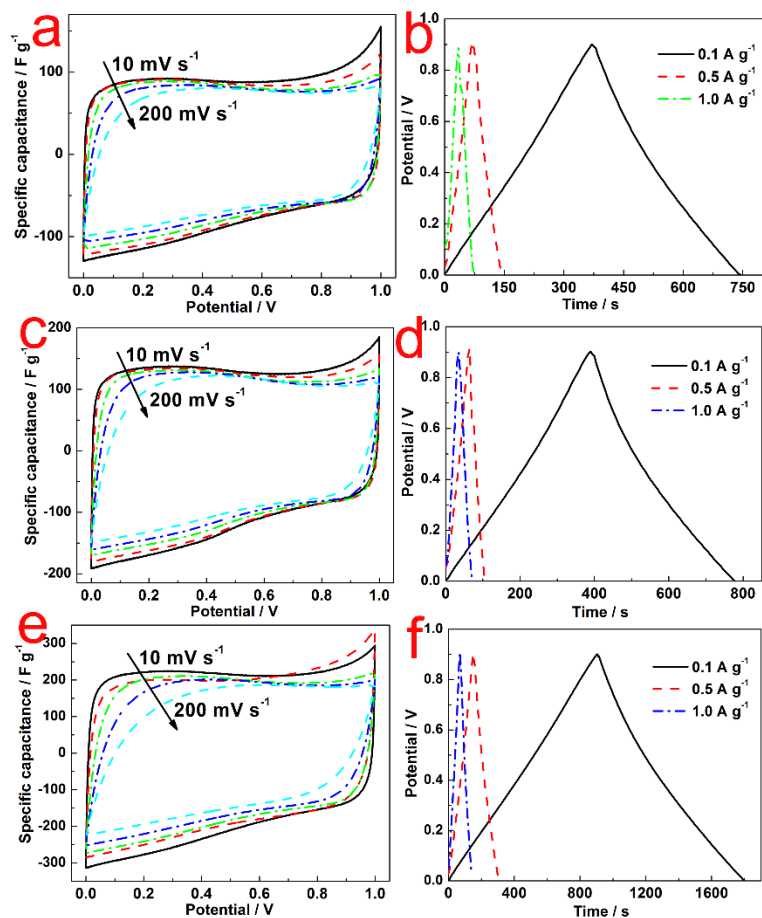 a
Specific capacitance / F g⁻¹
100
0
-100
10 mV s⁻¹
200 mV s⁻¹
0.0 0.2 0.4 0.6 0.8 1.0
Potential / V
b
Potential / V
0.9
0.8
0.6
0.4
0.2
0.0
0.1 A g⁻¹
0.5 A g⁻¹
1.0 A g⁻¹
0 150 300 450 600 750
Time / s
c
Specific capacitance / F g⁻¹
200
100
0
-100
-200
10 mV s⁻¹
200 mV s⁻¹
0.0 0.2 0.4 0.6 0.8 1.0
Potential / V
d
Potential / V
0.9
0.8
0.6
0.4
0.2
0.0
0.1 A g⁻¹
0.5 A g⁻¹
1.0 A g⁻¹
0 200 400 600 800
Time / s
e
Specific capacitance / F g⁻¹
300
200
100
0
-100
-200
-300
10 mV s⁻¹
200 mV s⁻¹
0.0 0.2 0.4 0.6 0.8 1.0
Potential / V
f
Potential / V
0.9
0.8
0.6
0.4
0.2
0.0
0.1 A g⁻¹
0.5 A g⁻¹
1.0 A g⁻¹
0 400 800 1200 1600
Time / s